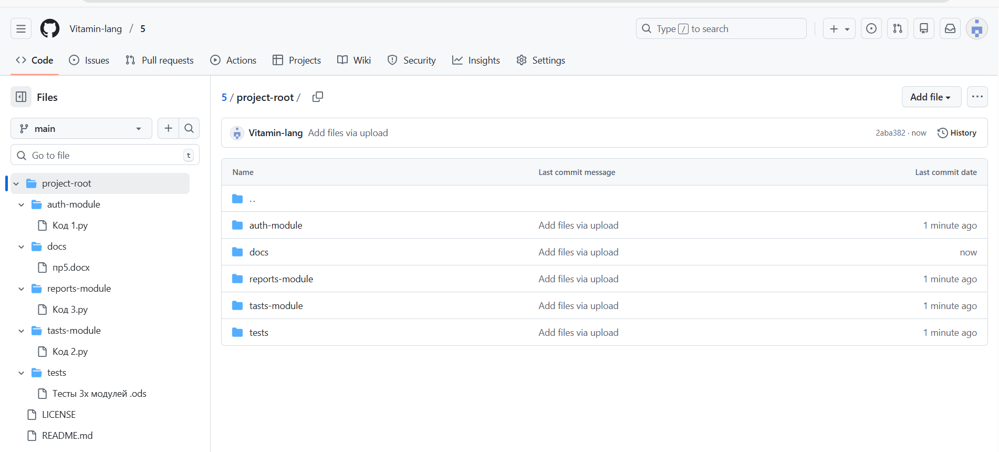 Vitamin-lang / 5
Type / to search
Code Issues Pull requests Actions Projects Wiki Security Insights Settings
Files
main
Go to file t
project-root
auth-module
Код 1.py
docs
пр5.docx
reports-module
Код 3.py
tasts-module
Код 2.py
tests
Тесты 3х модулей .ods
LICENSE
README.md
5 / project-root /
Add file
Vitamin-lang Add files via upload 2aba382 · now History
Name Last commit message Last commit date
..
auth-module Add files via upload 1 minute ago
docs Add files via upload now
reports-module Add files via upload 1 minute ago
tasts-module Add files via upload 1 minute ago
tests Add files via upload 1 minute ago